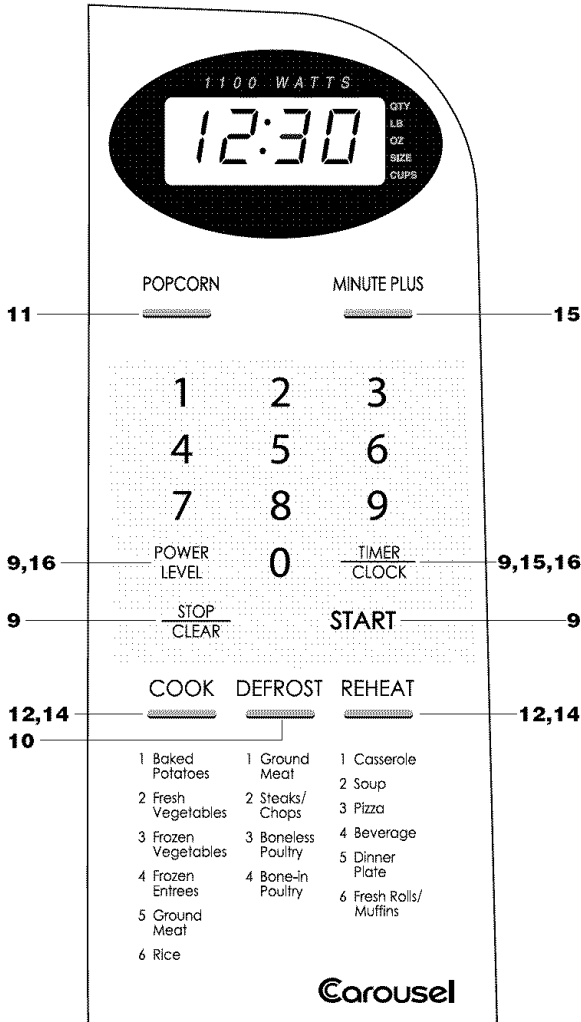 1100 WATTS
12:30
QTY
LB
OZ
SIZE
CUPS
POPCORN
MINUTE PLUS
11
15
1 2 3
4 5 6
7 8 9
9,16
POWER
LEVEL
0
TIMER
CLOCK
9,15,16
9
STOP
CLEAR
START
9
COOK
DEFROST
REHEAT
12,14
10
12,14
1 Baked
Potatoes
2 Fresh
Vegetables
3 Frozen
Vegetables
4 Frozen
Entrees
5 Ground
Meat
6 Rice
1 Ground
Meat
2 Steaks/
Chops
3 Boneless
Poultry
4 Bone-in
Poultry
1 Casserole
2 Soup
3 Pizza
4 Beverage
5 Dinner
Plate
6 Fresh Rolls/
Muffins
Carousel